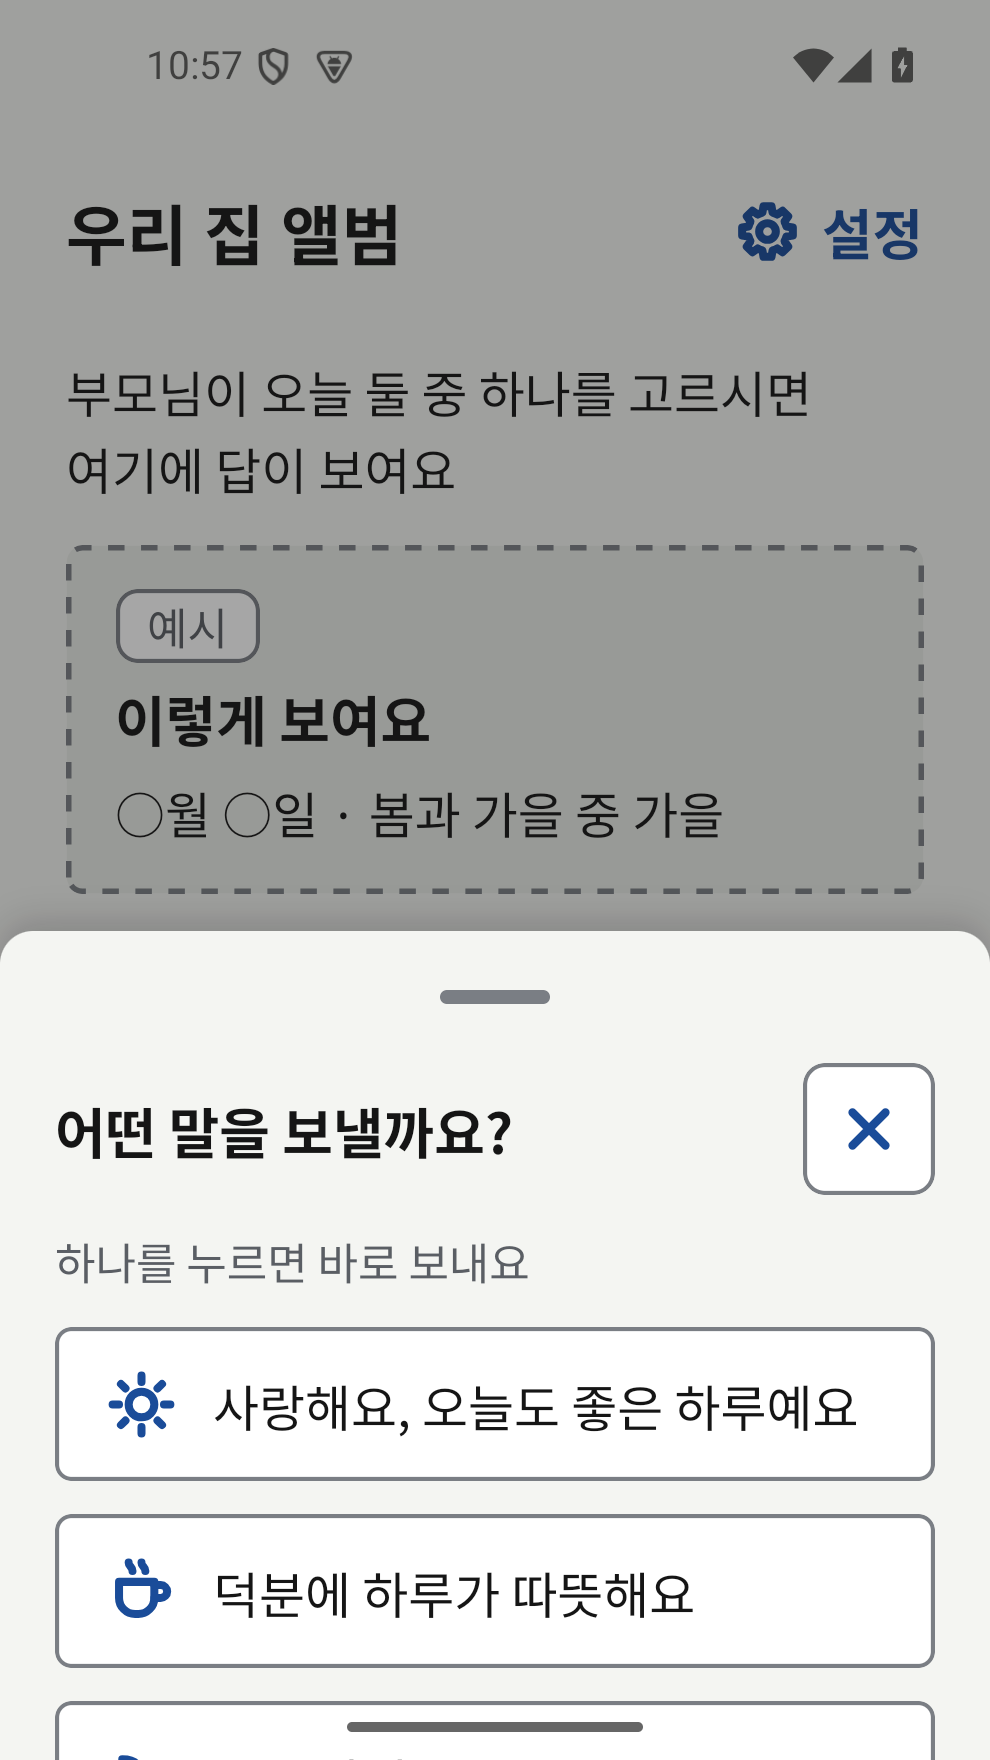 10:57
우리 집 앨범
설정
부모님이 오늘 둘 중 하나를 고르시면
여기에 답이 보여요
예시
이렇게 보여요
◯월 ◯일 · 봄과 가을 중 가을
어떤 말을 보낼까요?
하나를 누르면 바로 보내요
사랑해요, 오늘도 좋은 하루예요
덕분에 하루가 따뜻해요